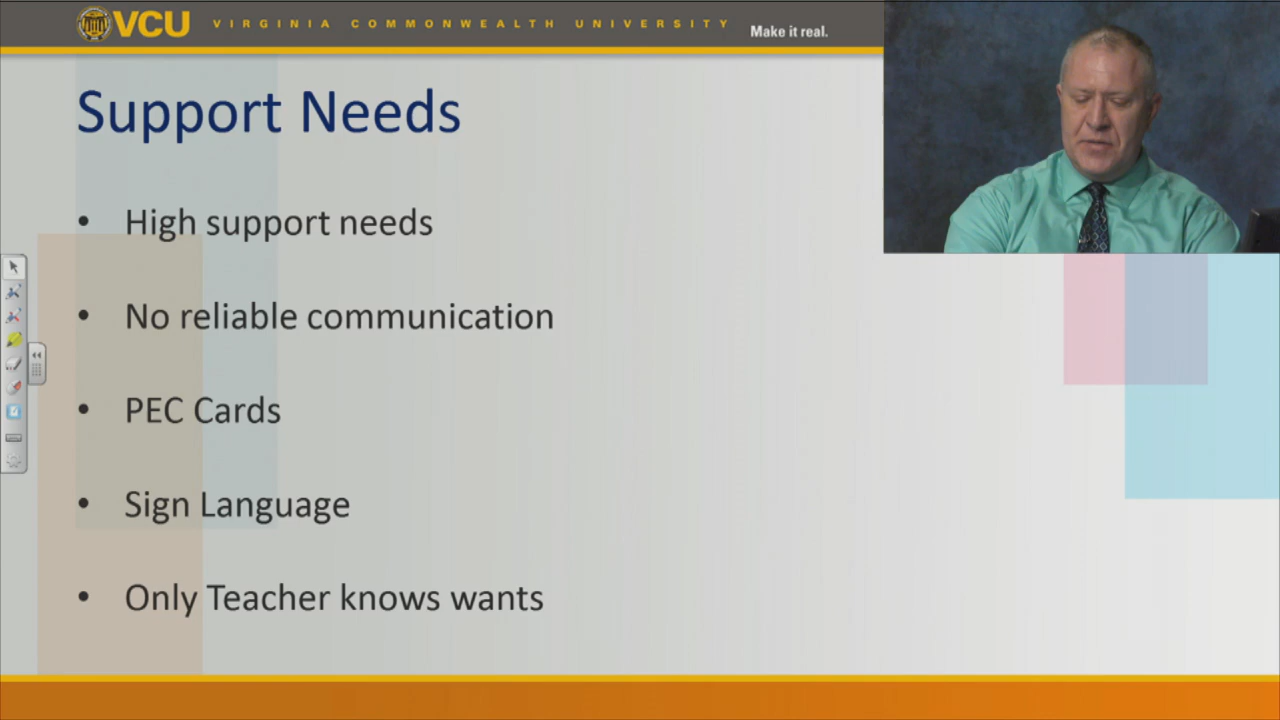 VCU VIRGINIA COMMONWEALTH UNIVERSITY Make it real.
Support Needs
• High support needs
• No reliable communication
• PEC Cards
• Sign Language
• Only Teacher knows wants